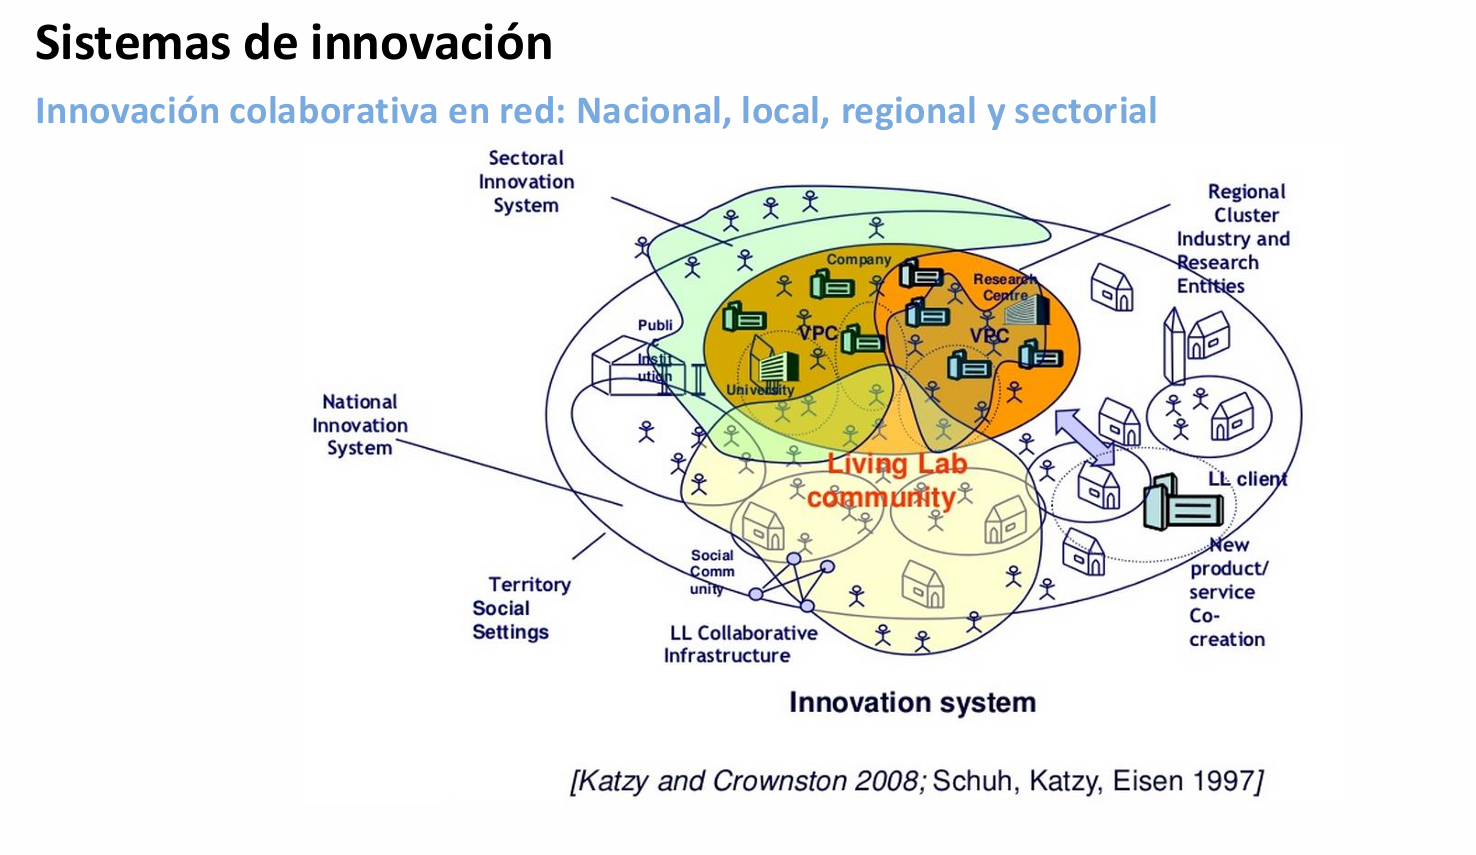 Sistemas de innovación
Innovación colaborativa en red: Nacional, local, regional y sectorial
Sectoral
Innovation
System
Regional
Cluster
Industry and
Research
Entities
Company
Research
Centre
Publi
c
Instit
ution
VPC
VPC
University
National
Innovation
System
Living Lab
community
LL client
New
product/
service
Co-
creation
Social
Comm
unity
Territory
Social
Settings
LL Collaborative
Infrastructure
Innovation system
[Katzy and Crownston 2008; Schuh, Katzy, Eisen 1997]